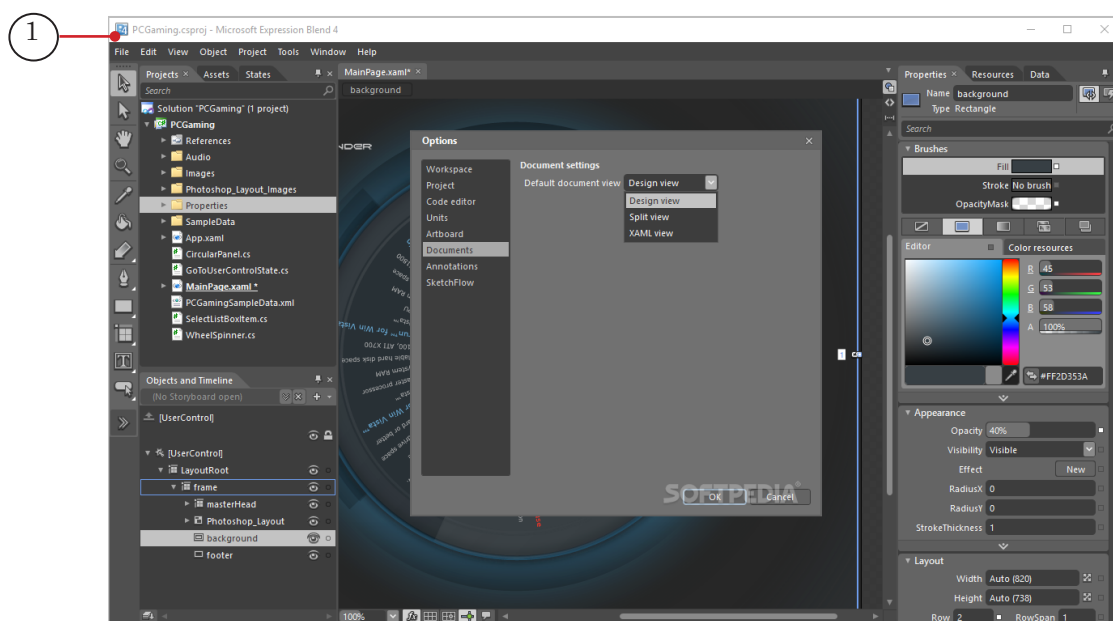 1
PCGaming.csproj - Microsoft Expression Blend 4
File Edit View Object Project Tools Window Help
Projects × Assets States
Search
Solution "PCGaming" (1 project)
PCGaming
References
Audio
Images
Photoshop_Layout_Images
Properties
SampleData
App.xaml
CircularPanel.cs
GoToUserControlState.cs
MainPage.xaml *
PCGamingSampleData.xml
SelectListBoxItem.cs
WheelSpinner.cs
Objects and Timeline
(No Storyboard open)
[UserControl]
[UserControl]
LayoutRoot
frame
masterHead
Photoshop_Layout
background
footer
MainPage.xaml* ×
background
Options
Workspace
Project
Code editor
Units
Artboard
Documents
Annotations
SketchFlow
Document settings
Default document view Design view
Design view
Split view
XAML view
SOFTPEDIA
OK Cancel
1
100%
Properties × Resources Data
Name background
Type Rectangle
Search
Brushes
Fill
Stroke No brush
OpacityMask
Editor Color resources
R 45
G 53
B 58
A 100%
#FF2D353A
Appearance
Opacity 40%
Visibility Visible
Effect New
RadiusX 0
RadiusY 0
StrokeThickness 1
Layout
Width Auto (820)
Height Auto (738)
Row 2 RowSpan 1